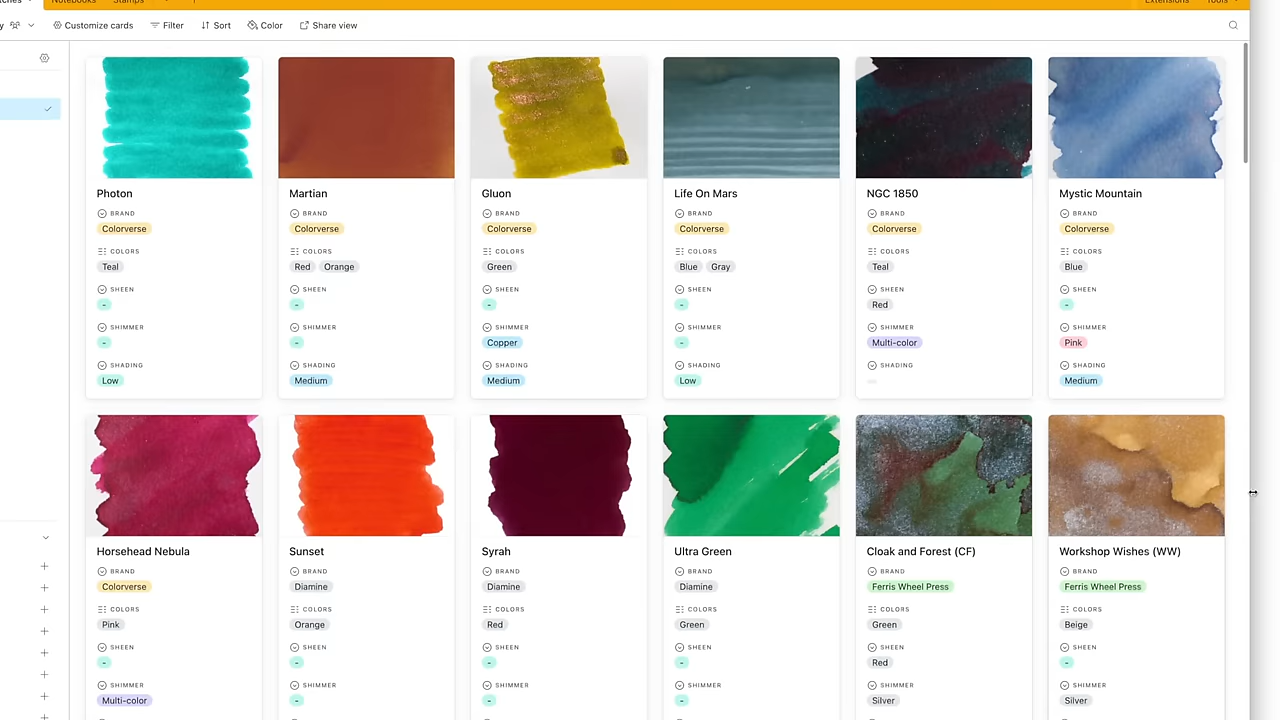 Notebooks Stamps Extensions Tools
Customize cards Filter Sort Color Share view
Photon Martian Gluon Life On Mars NGC 1850 Mystic Mountain
BRAND BRAND BRAND BRAND BRAND BRAND
Colorverse Colorverse Colorverse Colorverse Colorverse Colorverse
COLORS COLORS COLORS COLORS COLORS COLORS
Teal Red Orange Green Blue Gray Teal Blue
SHEEN SHEEN SHEEN SHEEN SHEEN SHEEN
- - - - Red -
SHIMMER SHIMMER SHIMMER SHIMMER SHIMMER SHIMMER
- - Copper - Multi-color Pink
SHADING SHADING SHADING SHADING SHADING SHADING
Low Medium Medium Low Medium
Horsehead Nebula Sunset Syrah Ultra Green Cloak and Forest (CF) Workshop Wishes (WW)
BRAND BRAND BRAND BRAND BRAND BRAND
Colorverse Diamine Diamine Diamine Ferris Wheel Press Ferris Wheel Press
COLORS COLORS COLORS COLORS COLORS COLORS
Pink Orange Red Green Green Beige
SHEEN SHEEN SHEEN SHEEN SHEEN SHEEN
- - - - Red -
SHIMMER SHIMMER SHIMMER SHIMMER SHIMMER SHIMMER
Multi-color - - - Silver Silver